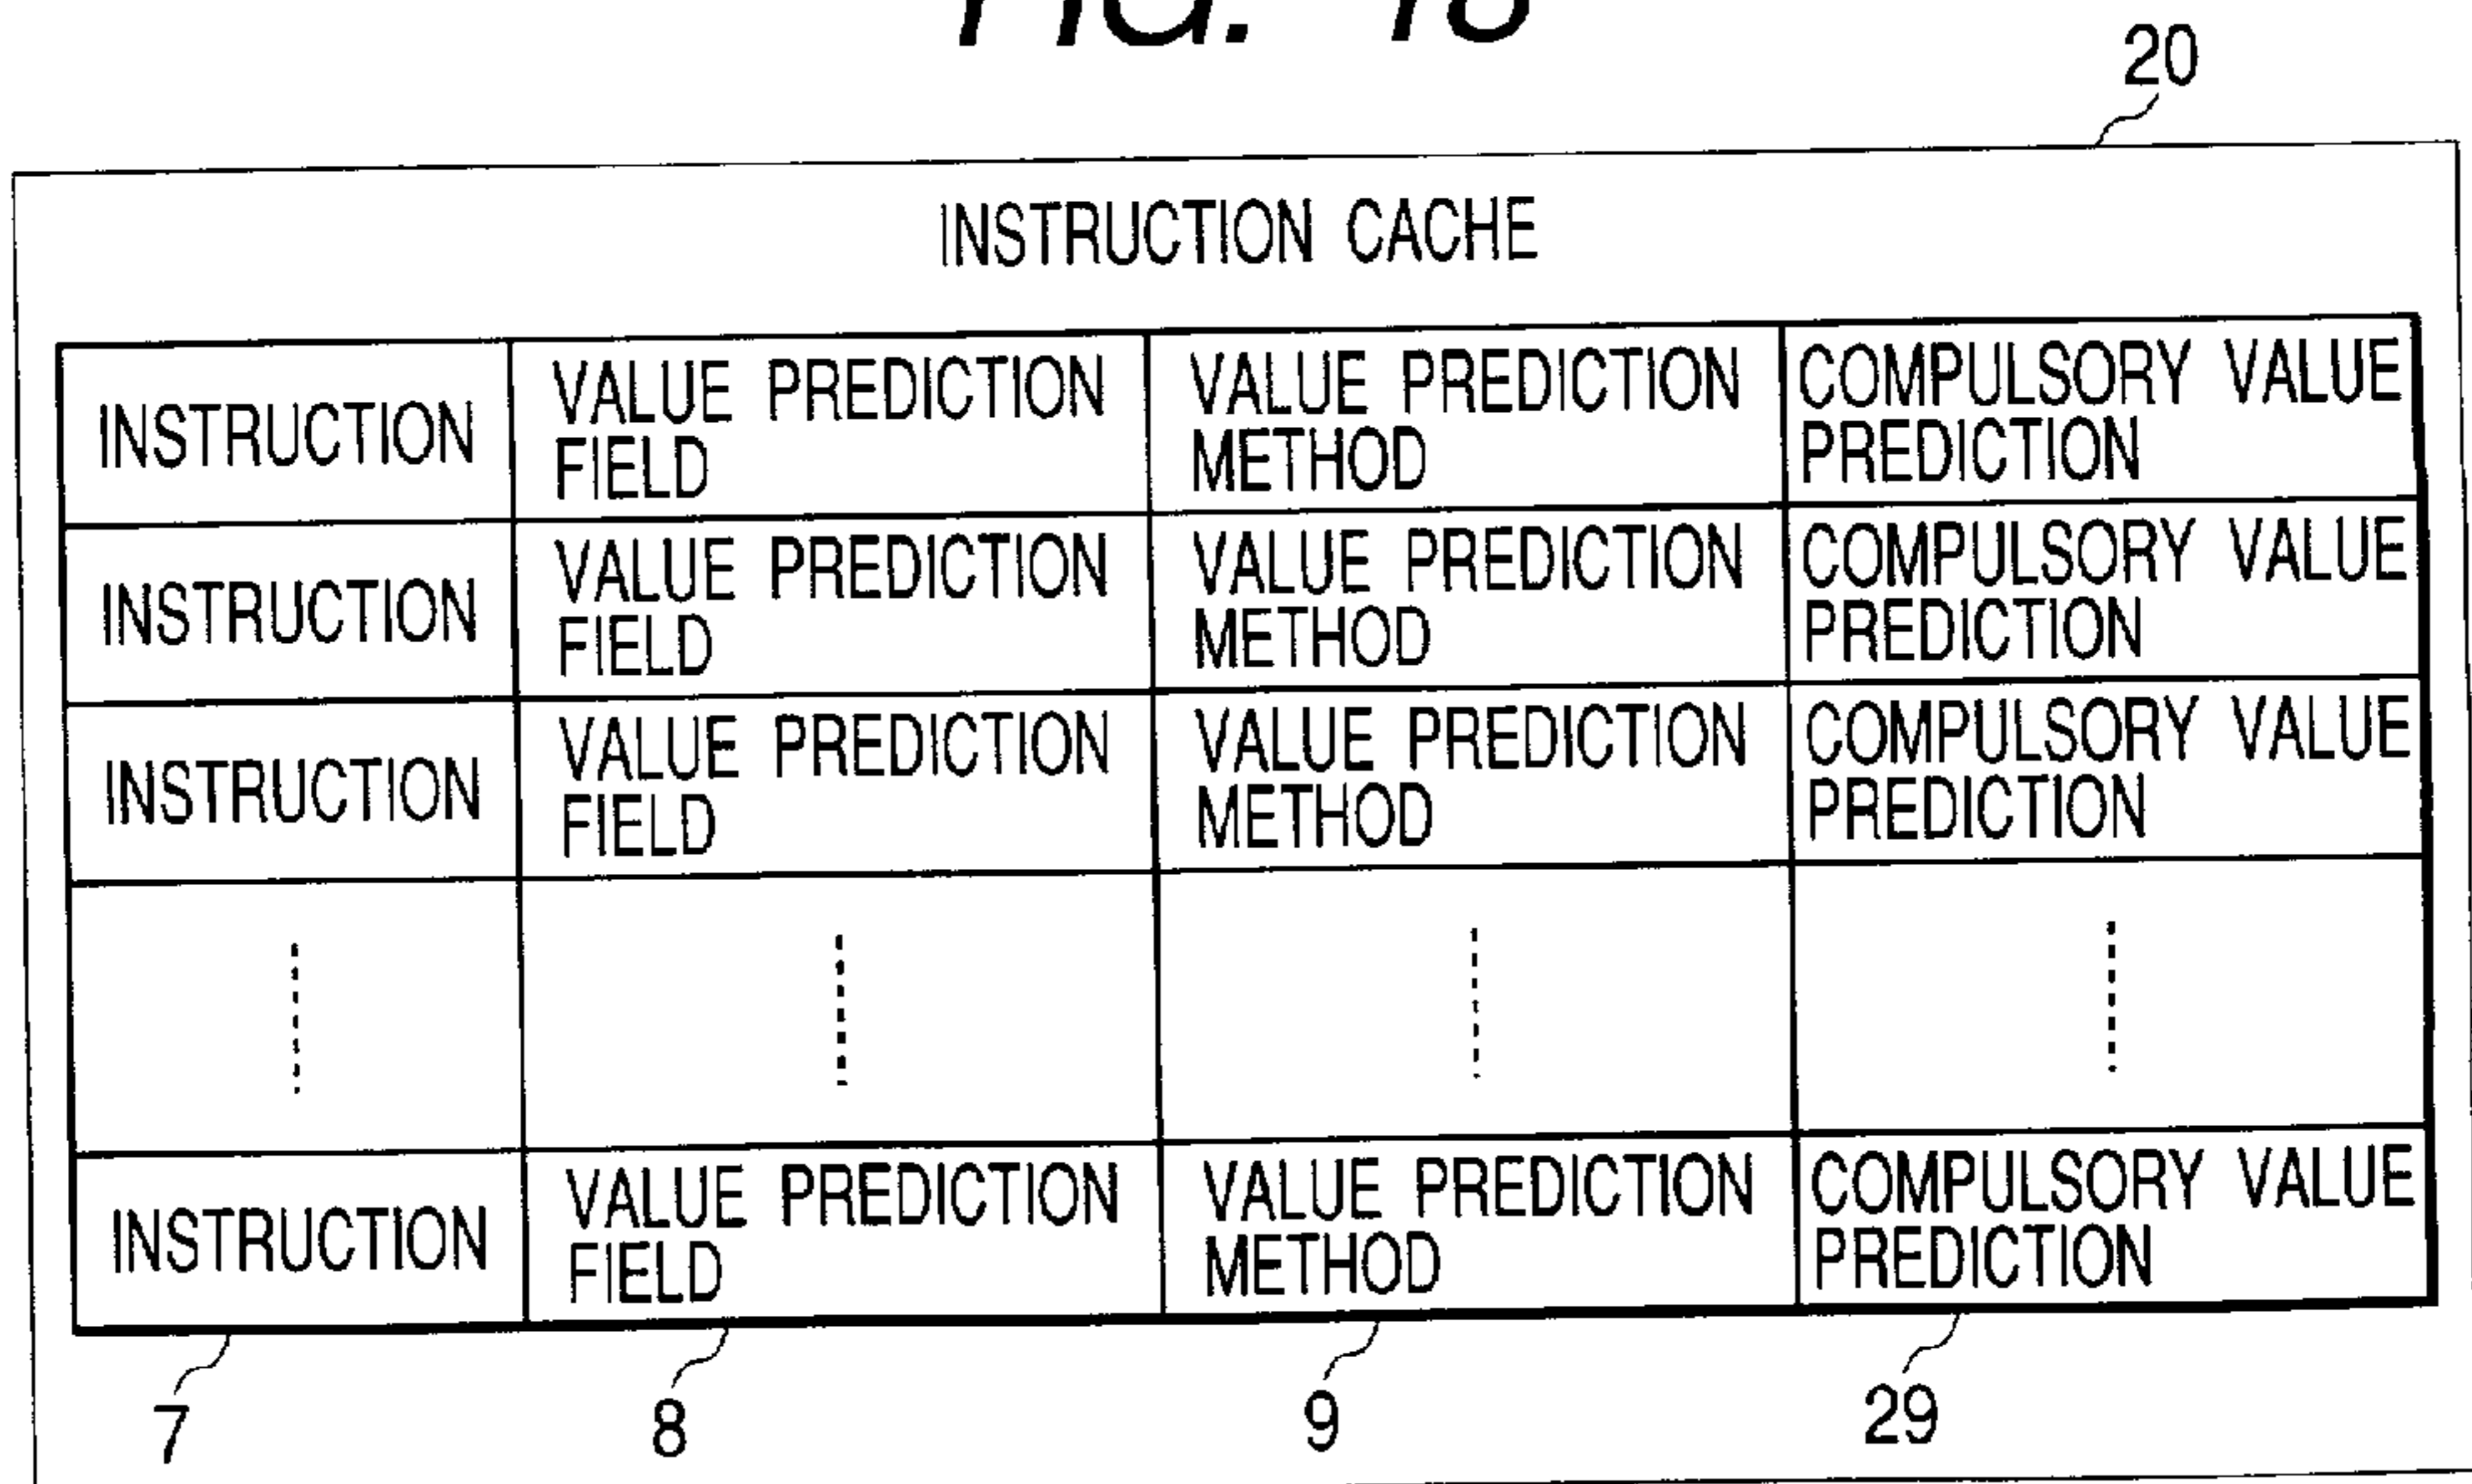 FIG.
20
INSTRUCTION CACHE
INSTRUCTION
VALUE PREDICTION
FIELD
VALUE PREDICTION
METHOD
COMPULSORY VALUE
PREDICTION
INSTRUCTION
VALUE PREDICTION
FIELD
VALUE PREDICTION
METHOD
COMPULSORY VALUE
PREDICTION
INSTRUCTION
VALUE PREDICTION
FIELD
VALUE PREDICTION
METHOD
COMPULSORY VALUE
PREDICTION
INSTRUCTION
VALUE PREDICTION
FIELD
VALUE PREDICTION
METHOD
COMPULSORY VALUE
PREDICTION
7
8
9
29